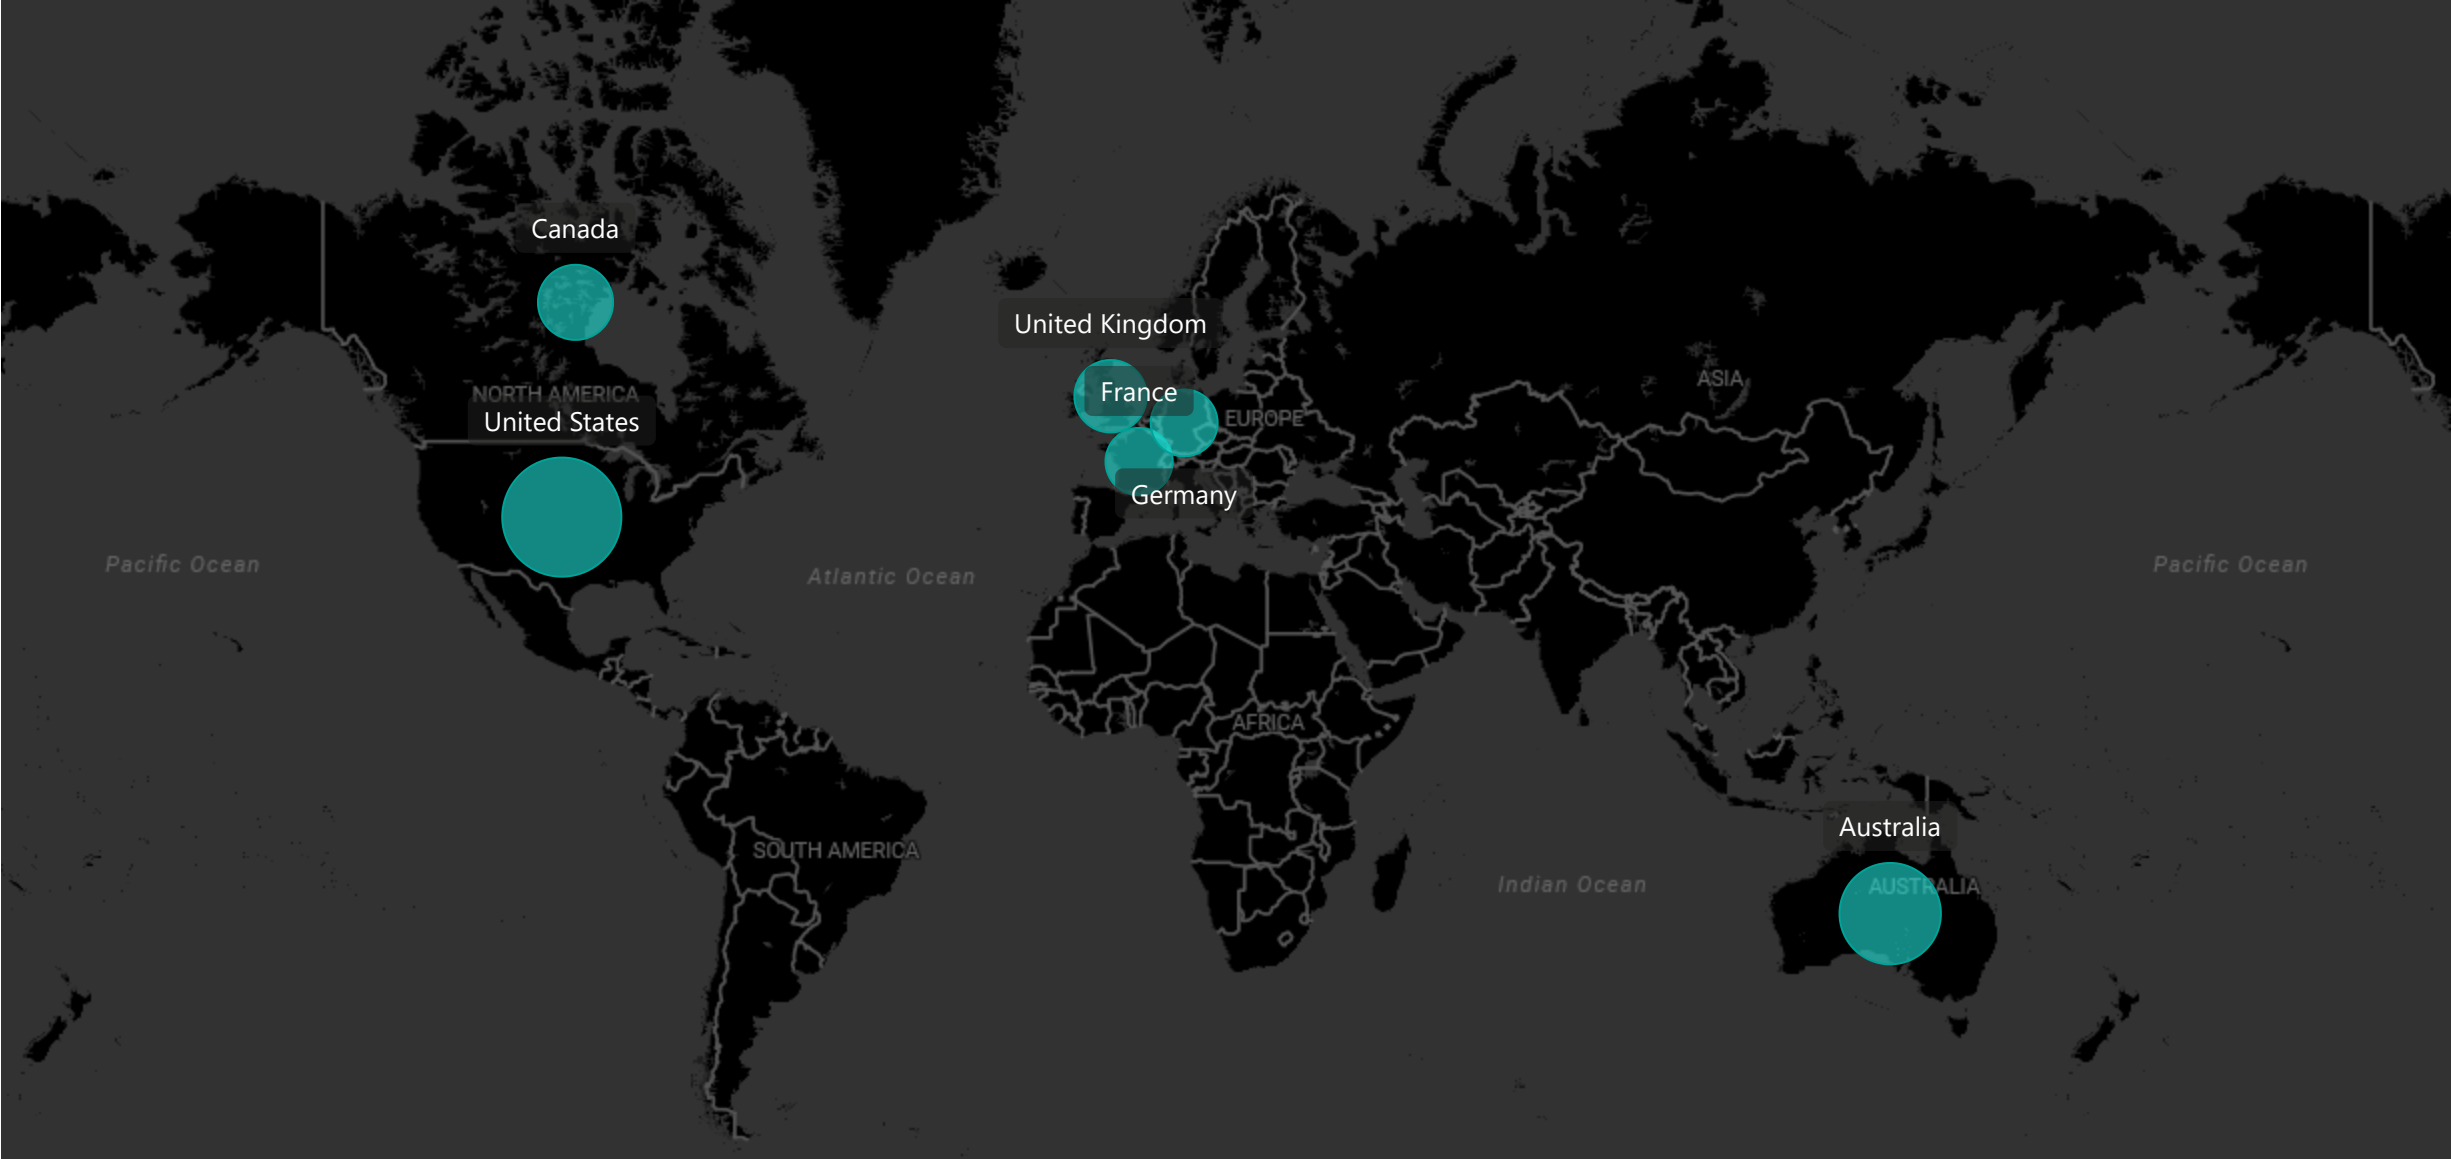 Canada
United Kingdom
ASIA
NORTH AMERICA
France
EUROPE
United States
Germany
Pacific Ocean
Atlantic Ocean
Pacific Ocean
AFRICA
Australia
SOUTH AMERICA
Indian Ocean
AUSTRALIA